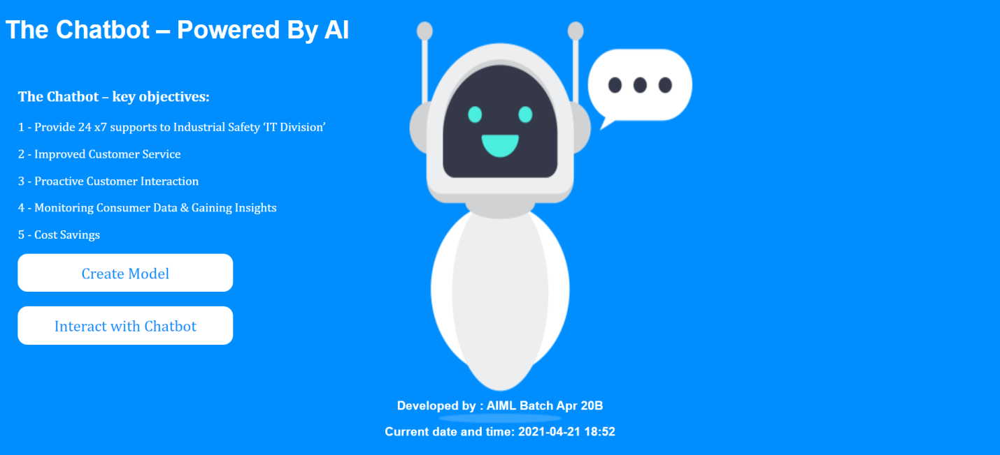 The Chatbot – Powered By AI
The Chatbot – key objectives:
1 - Provide 24 x7 supports to Industrial Safety ‘IT Division’
2 - Improved Customer Service
3 - Proactive Customer Interaction
4 - Monitoring Consumer Data & Gaining Insights
5 - Cost Savings
Create Model
Interact with Chatbot
Developed by : AIML Batch Apr 20B
Current date and time: 2021-04-21 18:52